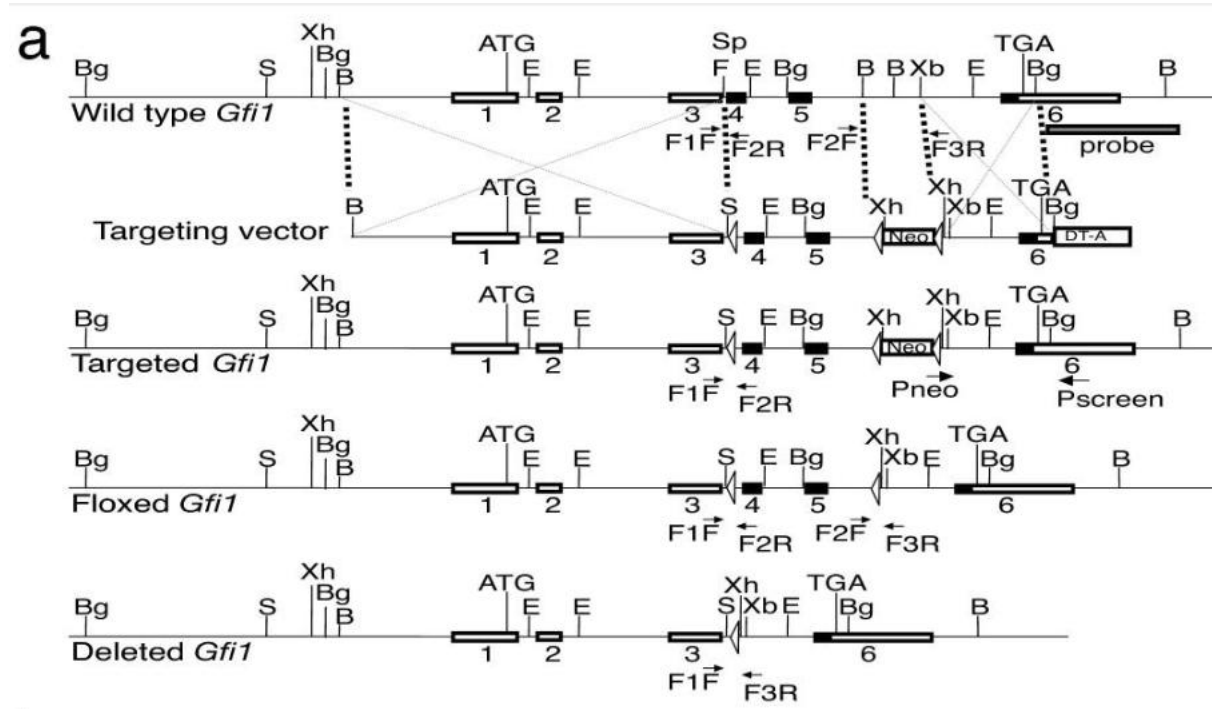 a
Xh ATG Sp TGA
Bg S Bg B E E F E Bg B B Xb E Bg B
Wild type Gfi1 1 2 3 4 5 6
F1F F2R F2F F3R probe
ATG Xh TGA
B E E S E Bg Xh Xb E Bg
Targeting vector Neo DT-A
1 2 3 4 5 6
Xh ATG Xh TGA
Bg S Bg B E E S E Bg Xh Xb E Bg B
Targeted Gfi1 1 2 3 4 5 Neo 6
F1F F2R Pneo Pscreen
Xh ATG Xh TGA
Bg S Bg B E E S E Bg Xb E Bg B
Floxed Gfi1 1 2 3 4 5 6
F1F F2R F2F F3R
Xh ATG Xh TGA
Bg S Bg B E E S Xb E Bg B
Deleted Gfi1 1 2 3 6
F1F F3R